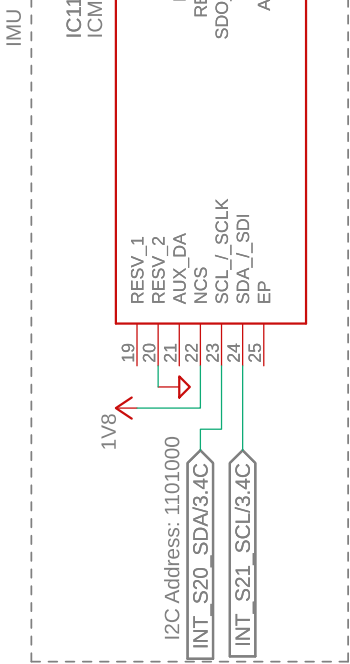 IMU
IC11
ICM
RE
SDO_
A
RESV_1
RESV_2
AUX_DA
NCS
SCL_/_SCLK
SDA_/_SDI
EP
19
20
21
22
23
24
25
1V8
I2C Address: 1101000
INT_S20_SDA/3.4C
INT_S21_SCL/3.4C